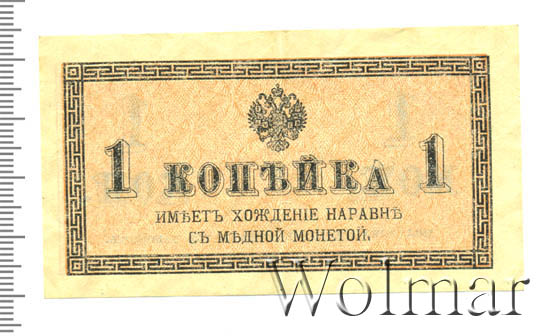 1 КОПѢЙКА 1
ИМѢЕТЪ ХОЖДЕНІЕ НАРАВНѢ
СЪ МѢДНОЙ МОНЕТОЙ.
Wolmar